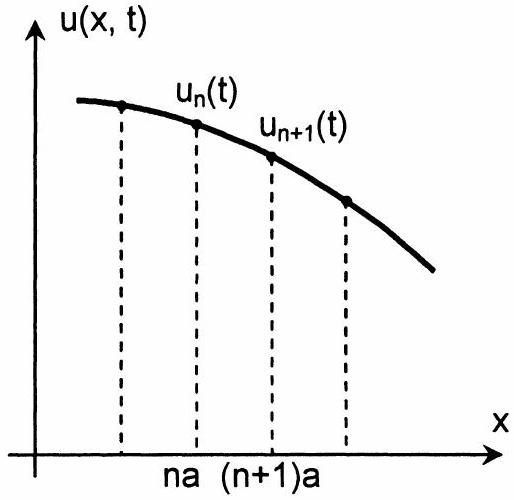 u(x, t)
uₙ(t)
uₙ₊₁(t)
x
na (n+1)a